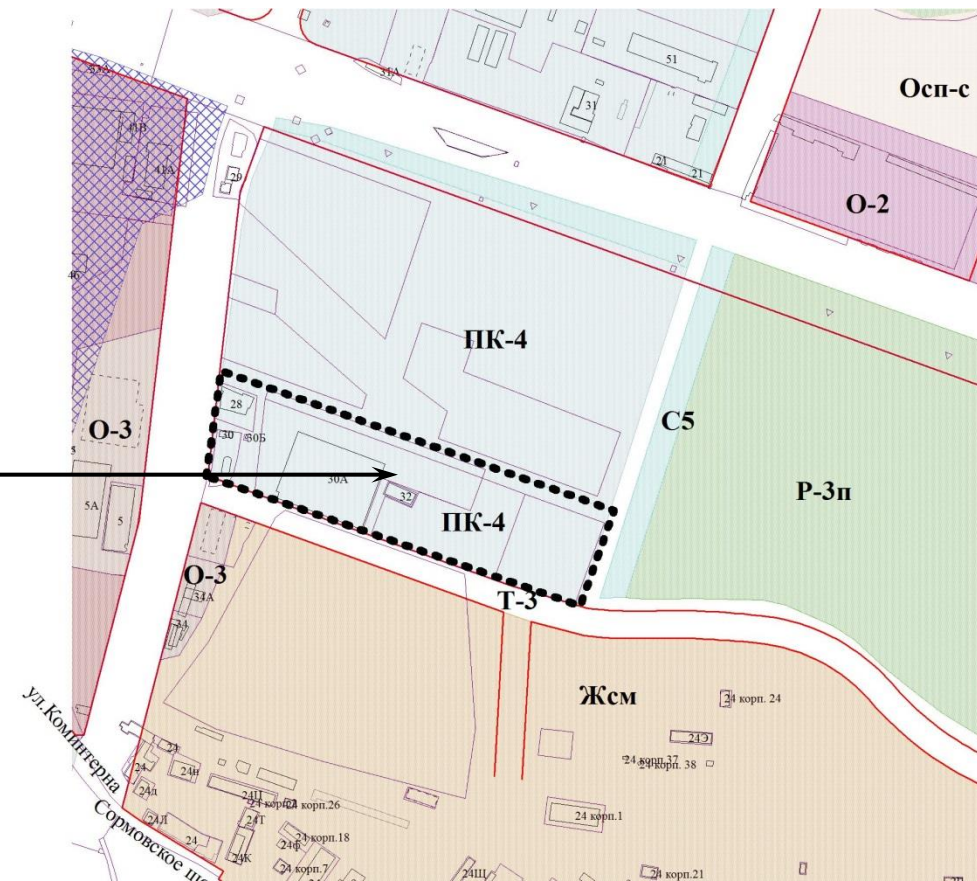 51
Осп-с
53А
31А
31
41В
41А
21
21
29
О-2
46
ПК-4
28
С5
О-3
30
30Б
5
30А
32
Р-3п
5А
5
ПК-4
О-3
Т-3
34А
34
Жсм
24 корп. 24
ул.Коминтерна
24Э
24 корп.37
24 корп. 38
24
24н
24д
24Ц
24 корп.26
24 корп.1
24Л
24Т
Сормовское
24
24 корп.18
24ф
24К
24 корп.7
24Щ
24 корп.21